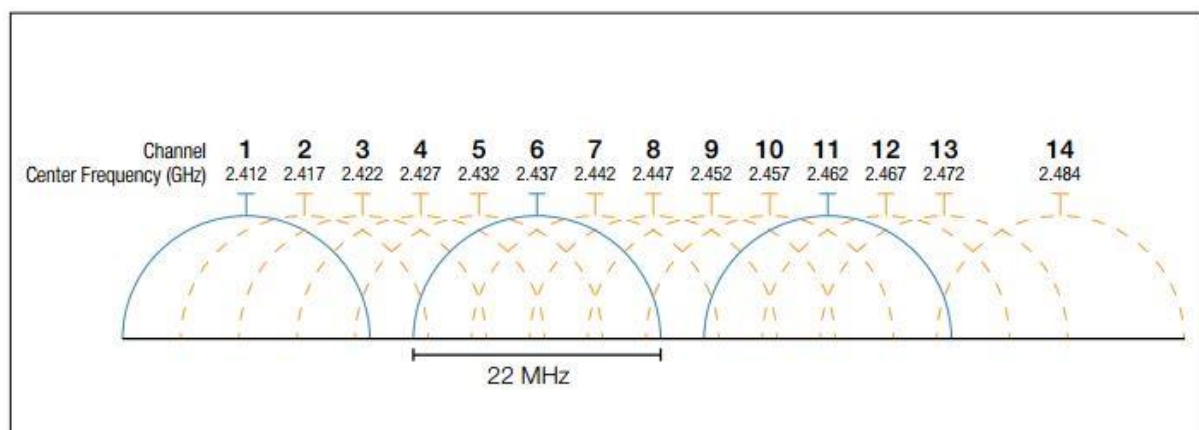 Channel 1 2 3 4 5 6 7 8 9 10 11 12 13 14
Center Frequency (GHz) 2.412 2.417 2.422 2.427 2.432 2.437 2.442 2.447 2.452 2.457 2.462 2.467 2.472 2.484
22 MHz